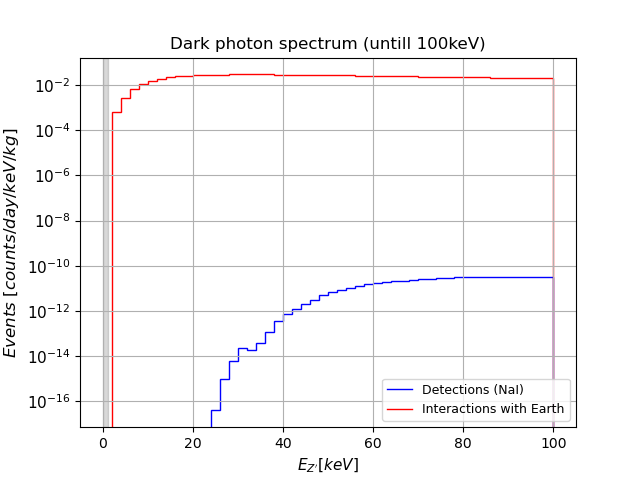 Dark photon spectrum (untill 100keV)
Events [counts/day/keV/kg]
10⁻²
10⁻⁴
10⁻⁶
10⁻⁸
10⁻¹⁰
10⁻¹²
10⁻¹⁴
10⁻¹⁶
Detections (NaI)
Interactions with Earth
0 20 40 60 80 100
E_Z′[keV]